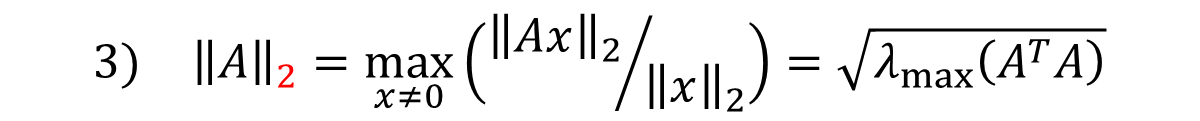 3) ‖A‖₂ = max_{x≠0} (‖Ax‖₂/‖x‖₂) = √(λ_max(AᵀA))